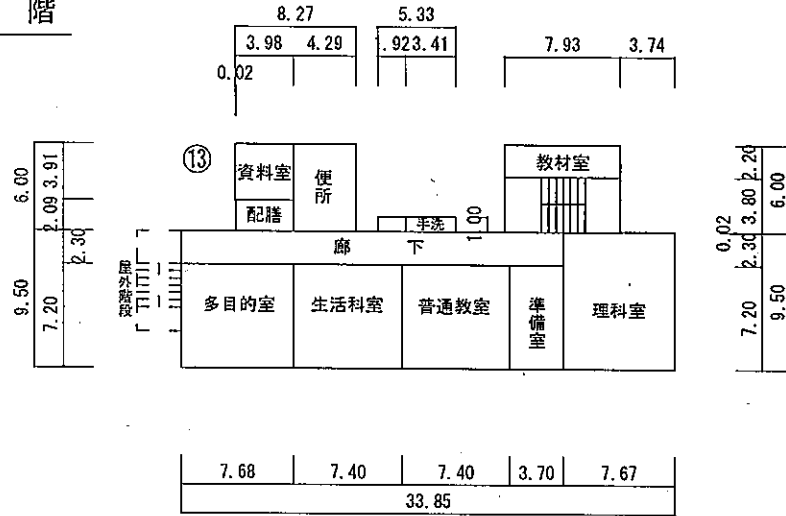 階
8.27 5.33
3.98 4.29 .923.41 7.93 3.74
0.02
⑬
資料室 便所 教材室
配膳 手洗 1.00
廊下
屋外階段
多目的室 生活科室 普通教室 準備室 理科室
6.00 3.91
2.09
2.30
9.50 7.20
2.20
3.80 6.00
0.02
2.30
7.20 9.50
7.68 7.40 7.40 3.70 7.67
33.85